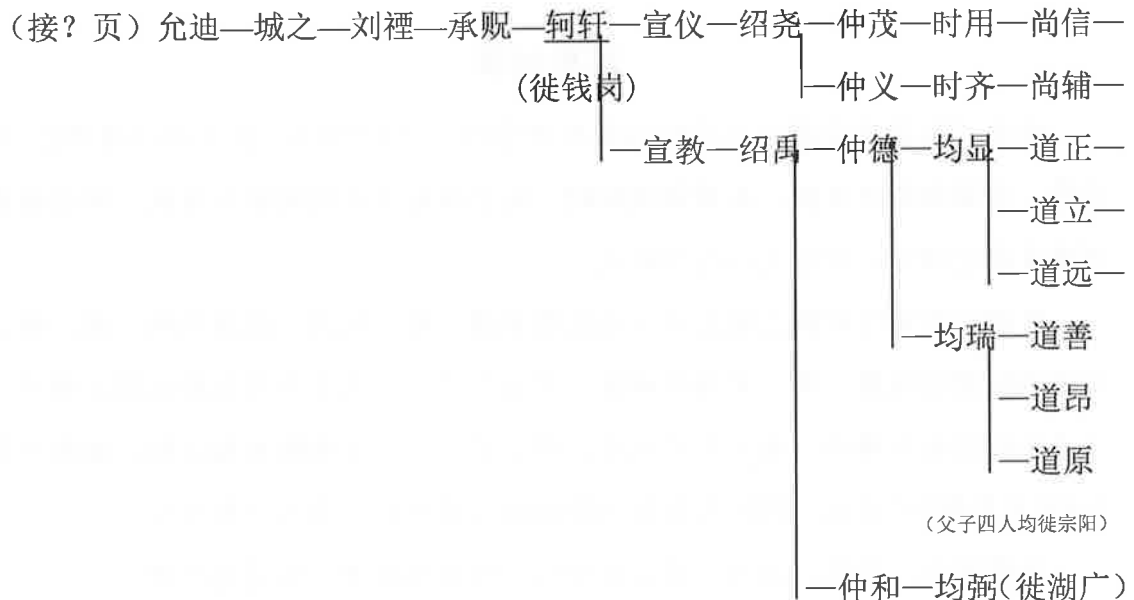 （接？页）允迪—城之—刘禋—承贶—轲轩—宣仪—绍尧—仲茂—时用—尚信—
(徙钱岗)
—仲义—时齐—尚辅—
—宣教—绍禹—仲德—均显—道正—
—道立—
—道远—
—均瑞—道善
—道昂
—道原
（父子四人均徙宗阳）
—仲和—均弼(徙湖广)